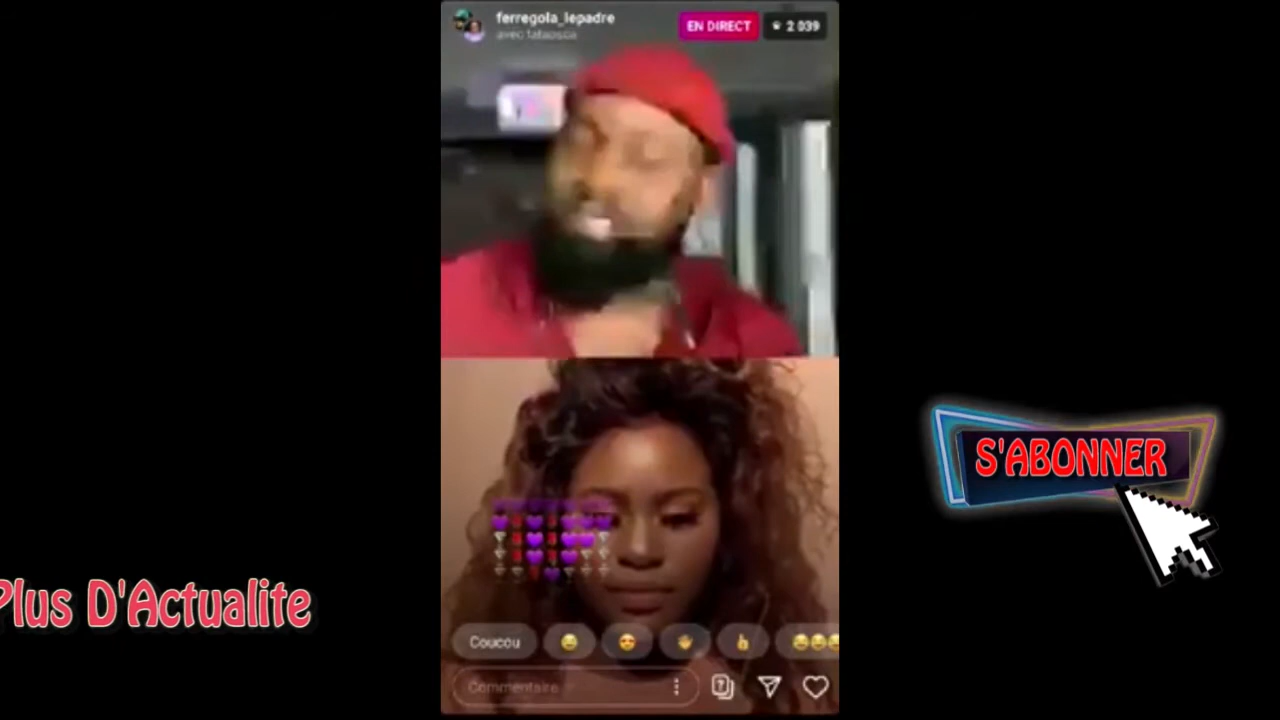 ferregola_lepadre
EN DIRECT
2 039
S'ABONNER
Plus D'Actualite
Coucou
Commentaire